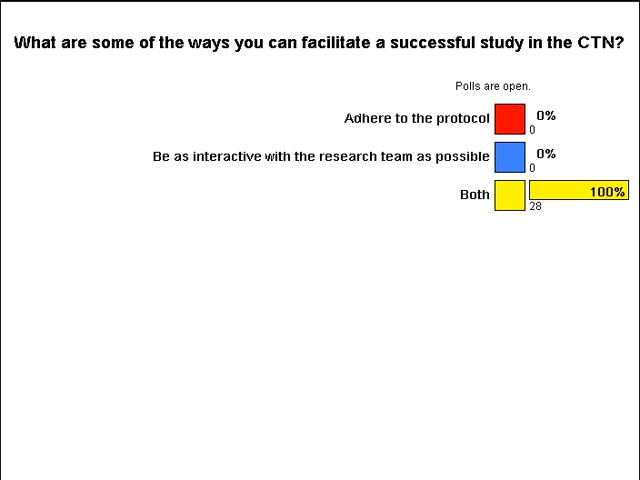 What are some of the ways you can facilitate a successful study in the CTN?
Polls are open.
Adhere to the protocol 0%
0
Be as interactive with the research team as possible 0%
0
Both 100%
28